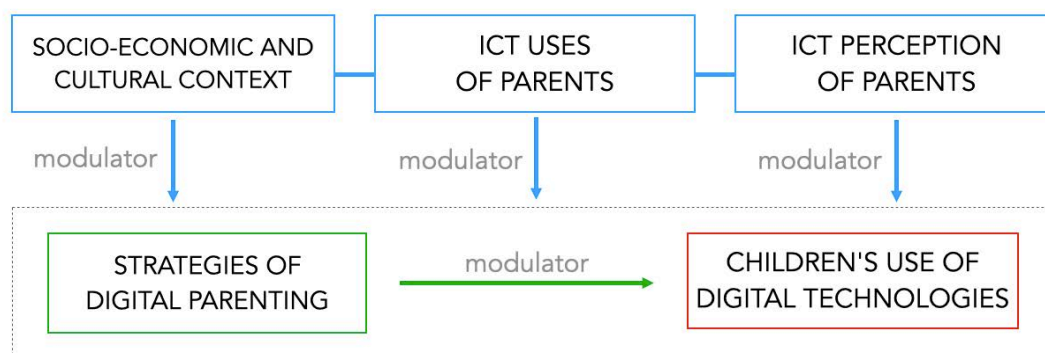 SOCIO-ECONOMIC AND
CULTURAL CONTEXT
ICT USES
OF PARENTS
ICT PERCEPTION
OF PARENTS
modulator
modulator
modulator
STRATEGIES OF
DIGITAL PARENTING
modulator
CHILDREN'S USE OF
DIGITAL TECHNOLOGIES